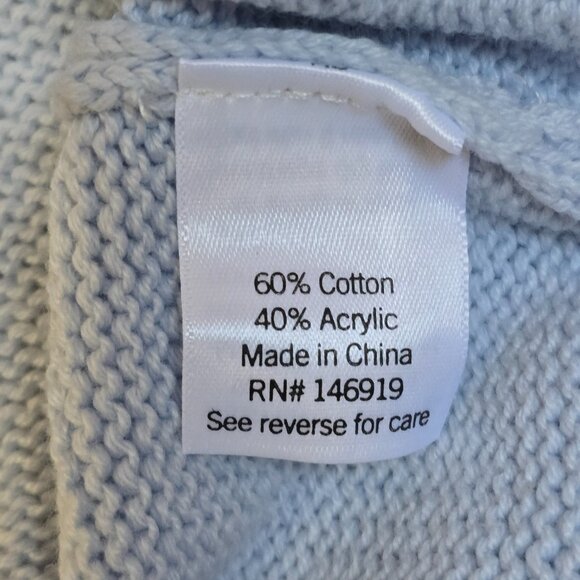 60% Cotton
40% Acrylic
Made in China
RN# 146919
See reverse for care